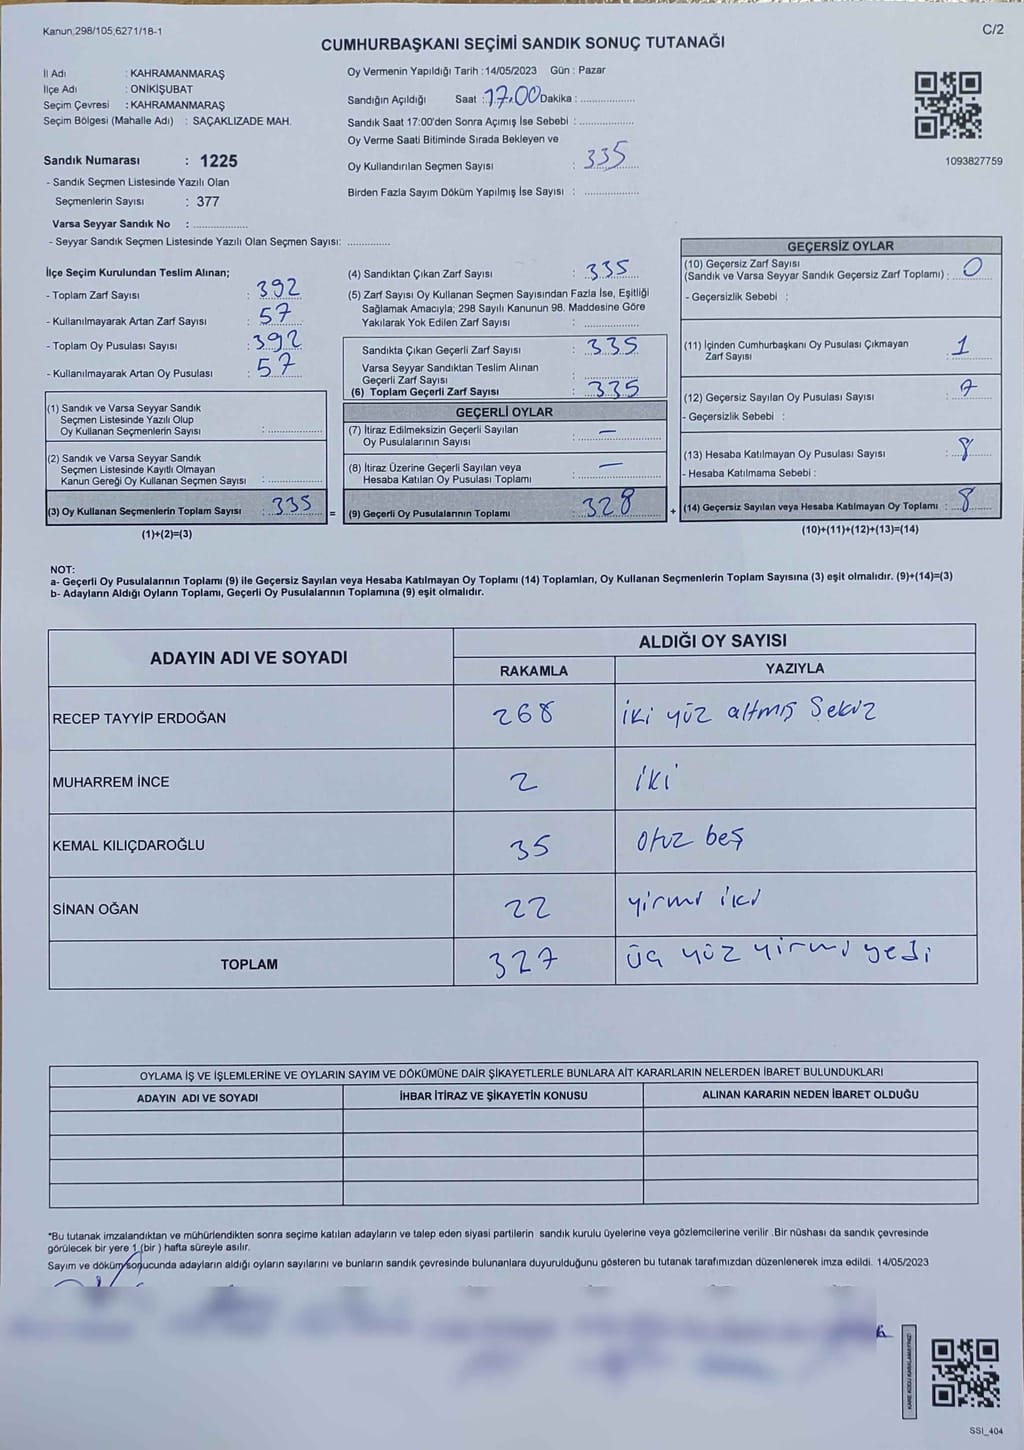 Kanun,298/105,6271/18-1
C/2
CUMHURBAŞKANI SEÇİMİ SANDIK SONUÇ TUTANAĞI
İl Adı : KAHRAMANMARAŞ
İlçe Adı : ONİKİŞUBAT
Seçim Çevresi : KAHRAMANMARAŞ
Seçim Bölgesi (Mahalle Adı) : SAÇAKLIZADE MAH.
Sandık Numarası : 1225
- Sandık Seçmen Listesinde Yazılı Olan
Seçmenlerin Sayısı : 377
Varsa Seyyar Sandık No : ................
- Seyyar Sandık Seçmen Listesinde Yazılı Olan Seçmen Sayısı: .............
Oy Vermenin Yapıldığı Tarih :14/05/2023 Gün : Pazar
Sandığın Açıldığı Saat : 17.00 Dakika : ................
Sandık Saat 17:00'den Sonra Açımış İse Sebebi : ................
Oy Verme Saati Bitiminde Sırada Bekleyen ve
Oy Kullandırılan Seçmen Sayısı : 335
Birden Fazla Sayım Döküm Yapılmış İse Sayısı : ................
1093827759
İlçe Seçim Kurulundan Teslim Alınan;
- Toplam Zarf Sayısı : 392
- Kullanılmayarak Artan Zarf Sayısı : 57
- Toplam Oy Pusulası Sayısı : 392
- Kullanılmayarak Artan Oy Pusulası : 57
(1) Sandık ve Varsa Seyyar Sandık
Seçmen Listesinde Yazılı Olup
Oy Kullanan Seçmenlerin Sayısı : ................
(2) Sandık ve Varsa Seyyar Sandık
Seçmen Listesinde Kayıtlı Olmayan
Kanun Gereği Oy Kullanan Seçmen Sayısı : ................
(3) Oy Kullanan Seçmenlerin Toplam Sayısı : 335
(1)+(2)=(3)
=
(4) Sandıktan Çıkan Zarf Sayısı : 335
(5) Zarf Sayısı Oy Kullanan Seçmen Sayısından Fazla İse, Eşitliği
Sağlamak Amacıyla; 298 Sayılı Kanunun 98. Maddesine Göre
Yakılarak Yok Edilen Zarf Sayısı : ................
Sandıkta Çıkan Geçerli Zarf Sayısı : 335
Varsa Seyyar Sandıktan Teslim Alınan
Geçerli Zarf Sayısı : ................
(6) Toplam Geçerli Zarf Sayısı : 335
GEÇERLİ OYLAR
(7) İtiraz Edilmeksizin Geçerli Sayılan
Oy Pusulalarının Sayısı : —
(8) İtiraz Üzerine Geçerli Sayılan veya
Hesaba Katılan Oy Pusulası Toplamı : —
(9) Geçerli Oy Pusulalarının Toplamı : 328
+
GEÇERSİZ OYLAR
(10) Geçersiz Zarf Sayısı
(Sandık ve Varsa Seyyar Sandık Geçersiz Zarf Toplamı) : 0
- Geçersizlik Sebebi :
(11) İçinden Cumhurbaşkanı Oy Pusulası Çıkmayan
Zarf Sayısı : 1
(12) Geçersiz Sayılan Oy Pusulası Sayısı : 7
- Geçersizlik Sebebi :
(13) Hesaba Katılmayan Oy Pusulası Sayısı : 8
- Hesaba Katılmama Sebebi :
(14) Geçersiz Sayılan veya Hesaba Katılmayan Oy Toplamı : 8
(10)+(11)+(12)+(13)=(14)
NOT:
a- Geçerli Oy Pusulalarının Toplamı (9) ile Geçersiz Sayılan veya Hesaba Katılmayan Oy Toplamı (14) Toplamları, Oy Kullanan Seçmenlerin Toplam Sayısına (3) eşit olmalıdır. (9)+(14)=(3)
b- Adayların Aldığı Oyların Toplamı, Geçerli Oy Pusulalarının Toplamına (9) eşit olmalıdır.
ADAYIN ADI VE SOYADI
ALDIĞI OY SAYISI
RAKAMLA YAZIYLA
RECEP TAYYİP ERDOĞAN 268 iki yüz altmış Sekiz
MUHARREM İNCE 2 iki
KEMAL KILIÇDAROĞLU 35 otuz beş
SİNAN OĞAN 22 yirmi iki
TOPLAM 327 üç yüz yirmi yedi
OYLAMA İŞ VE İŞLEMLERİNE VE OYLARIN SAYIM VE DÖKÜMÜNE DAİR ŞİKAYETLERLE BUNLARA AİT KARARLARIN NELERDEN İBARET BULUNDUKLARI
ADAYIN ADI VE SOYADI İHBAR İTİRAZ VE ŞİKAYETİN KONUSU ALINAN KARARIN NEDEN İBARET OLDUĞU
*Bu tutanak imzalandıktan ve mühürlendikten sonra seçime katılan adayların ve talep eden siyasi partilerin sandık kurulu üyelerine veya gözlemcilerine verilir .Bir nüshası da sandık çevresinde
görülecek bir yere 1 (bir ) hafta süreyle asılır.
Sayım ve döküm sonucunda adayların aldığı oyların sayılarını ve bunların sandık çevresinde bulunanlara duyurulduğunu gösteren bu tutanak tarafımızdan düzenlenerek imza edildi. 14/05/2023
SSI_404